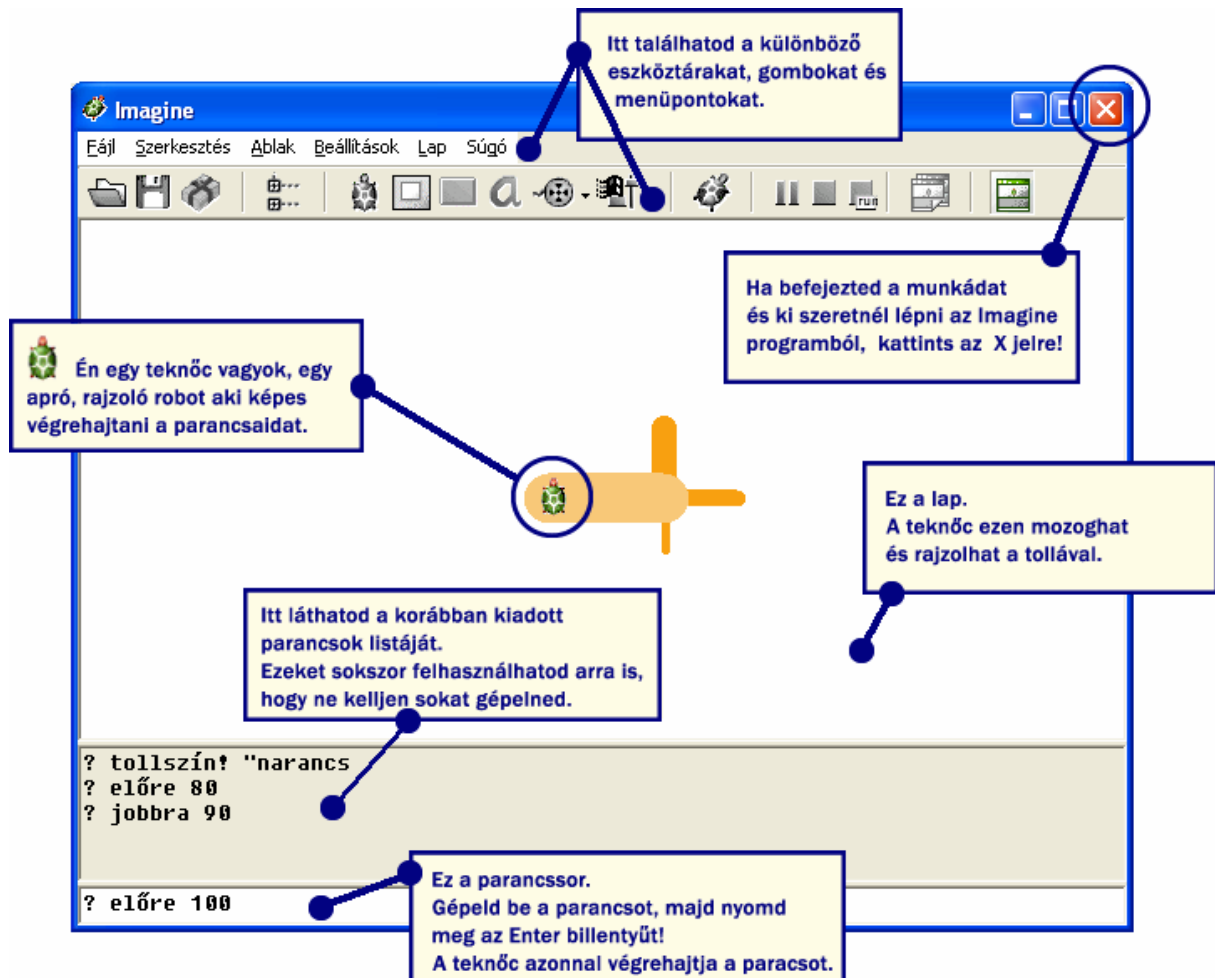 Itt találhatod a különböző
eszköztárakat, gombokat és
menüpontokat.
Imagine
Fájl Szerkesztés Ablak Beállítások Lap Súgó
run
Ha befejezted a munkádat
és ki szeretnél lépni az Imagine
programból, kattints az X jelre!
Én egy teknőc vagyok, egy
apró, rajzoló robot aki képes
végrehajtani a parancsaidat.
Ez a lap.
A teknőc ezen mozoghat
és rajzolhat a tollával.
Itt láthatod a korábban kiadott
parancsok listáját.
Ezeket sokszor felhasználhatod arra is,
hogy ne kelljen sokat gépelned.
? tollszín! "narancs
? előre 80
? jobbra 90
? előre 100
Ez a parancssor.
Gépeld be a parancsot, majd nyomd
meg az Enter billentyűt!
A teknőc azonnal végrehajtja a paracsot.